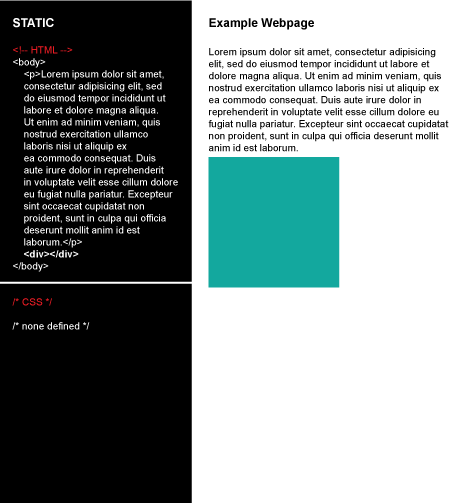 STATIC
<!-- HTML -->
<body>
<p>Lorem ipsum dolor sit amet,
consectetur adipisicing elit, sed
do eiusmod tempor incididunt ut
labore et dolore magna aliqua.
Ut enim ad minim veniam, quis
nostrud exercitation ullamco
laboris nisi ut aliquip ex
ea commodo consequat. Duis
aute irure dolor in reprehenderit
in voluptate velit esse cillum dolore
eu fugiat nulla pariatur. Excepteur
sint occaecat cupidatat non
proident, sunt in culpa qui officia
deserunt mollit anim id est
laborum.</p>
<div></div>
</body>
/* CSS */
/* none defined */
Example Webpage
Lorem ipsum dolor sit amet, consectetur adipisicing
elit, sed do eiusmod tempor incididunt ut labore et
dolore magna aliqua. Ut enim ad minim veniam, quis
nostrud exercitation ullamco laboris nisi ut aliquip ex
ea commodo consequat. Duis aute irure dolor in
reprehenderit in voluptate velit esse cillum dolore eu
fugiat nulla pariatur. Excepteur sint occaecat cupidatat
non proident, sunt in culpa qui officia deserunt mollit
anim id est laborum.